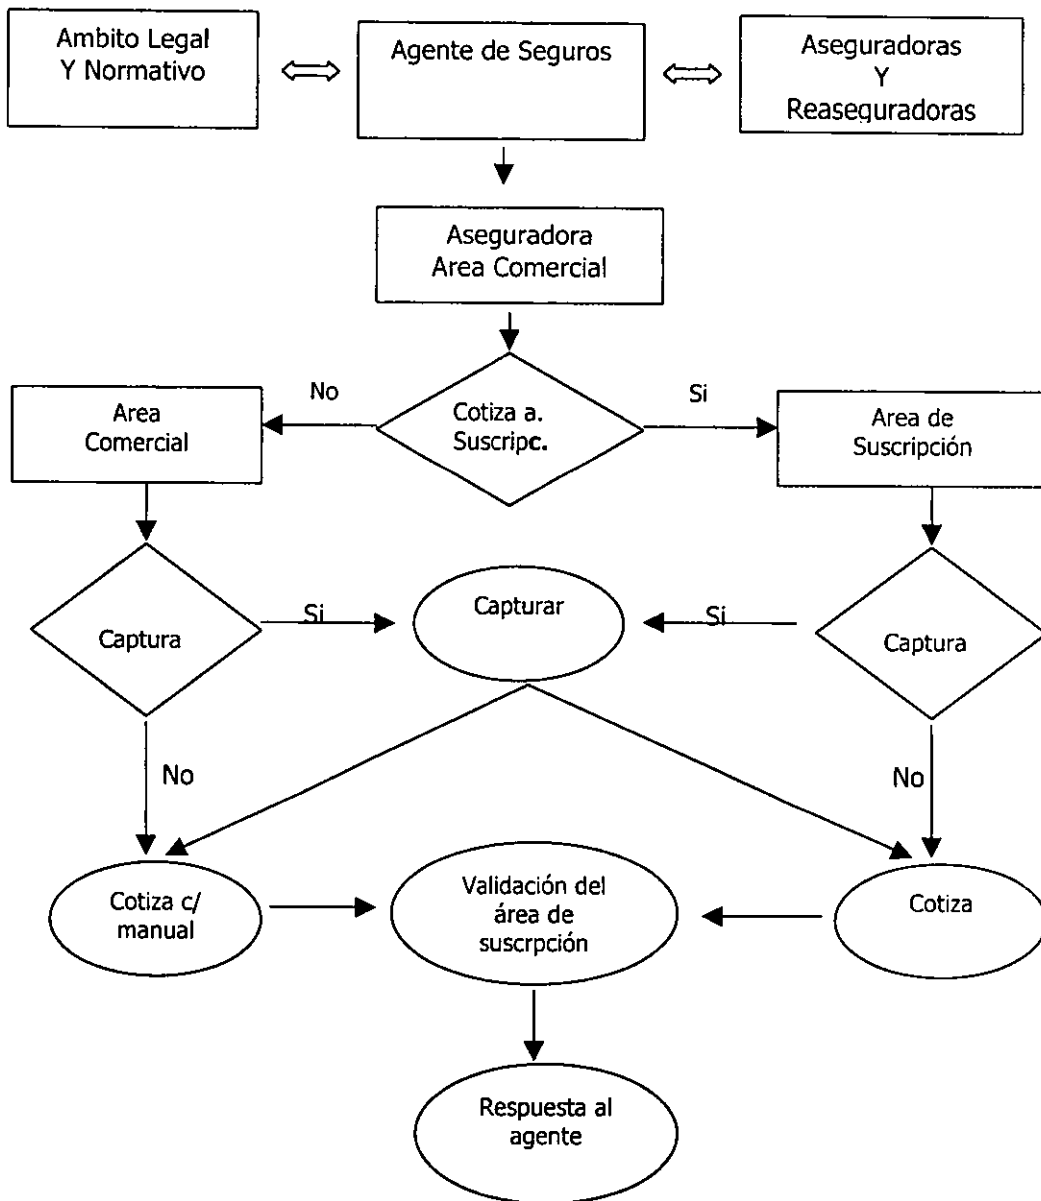 Ambito Legal
Y Normativo
Agente de Seguros
Aseguradoras
Y
Reaseguradoras
Aseguradora
Area Comercial
No
Cotiza a.
Suscripc.
Si
Area
Comercial
Area de
Suscripción
Captura
Si
Capturar
Si
Captura
No
No
Cotiza c/
manual
Validación del
área de
suscrpción
Cotiza
Respuesta al
agente